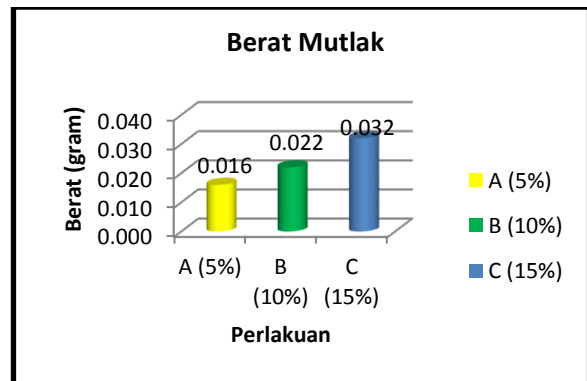 Berat Mutlak
Berat (gram)
0.040
0.030
0.020
0.010
0.000
0.016
0.022
0.032
A (5%)
B
(10%)
C
(15%)
Perlakuan
A (5%)
B (10%)
C (15%)